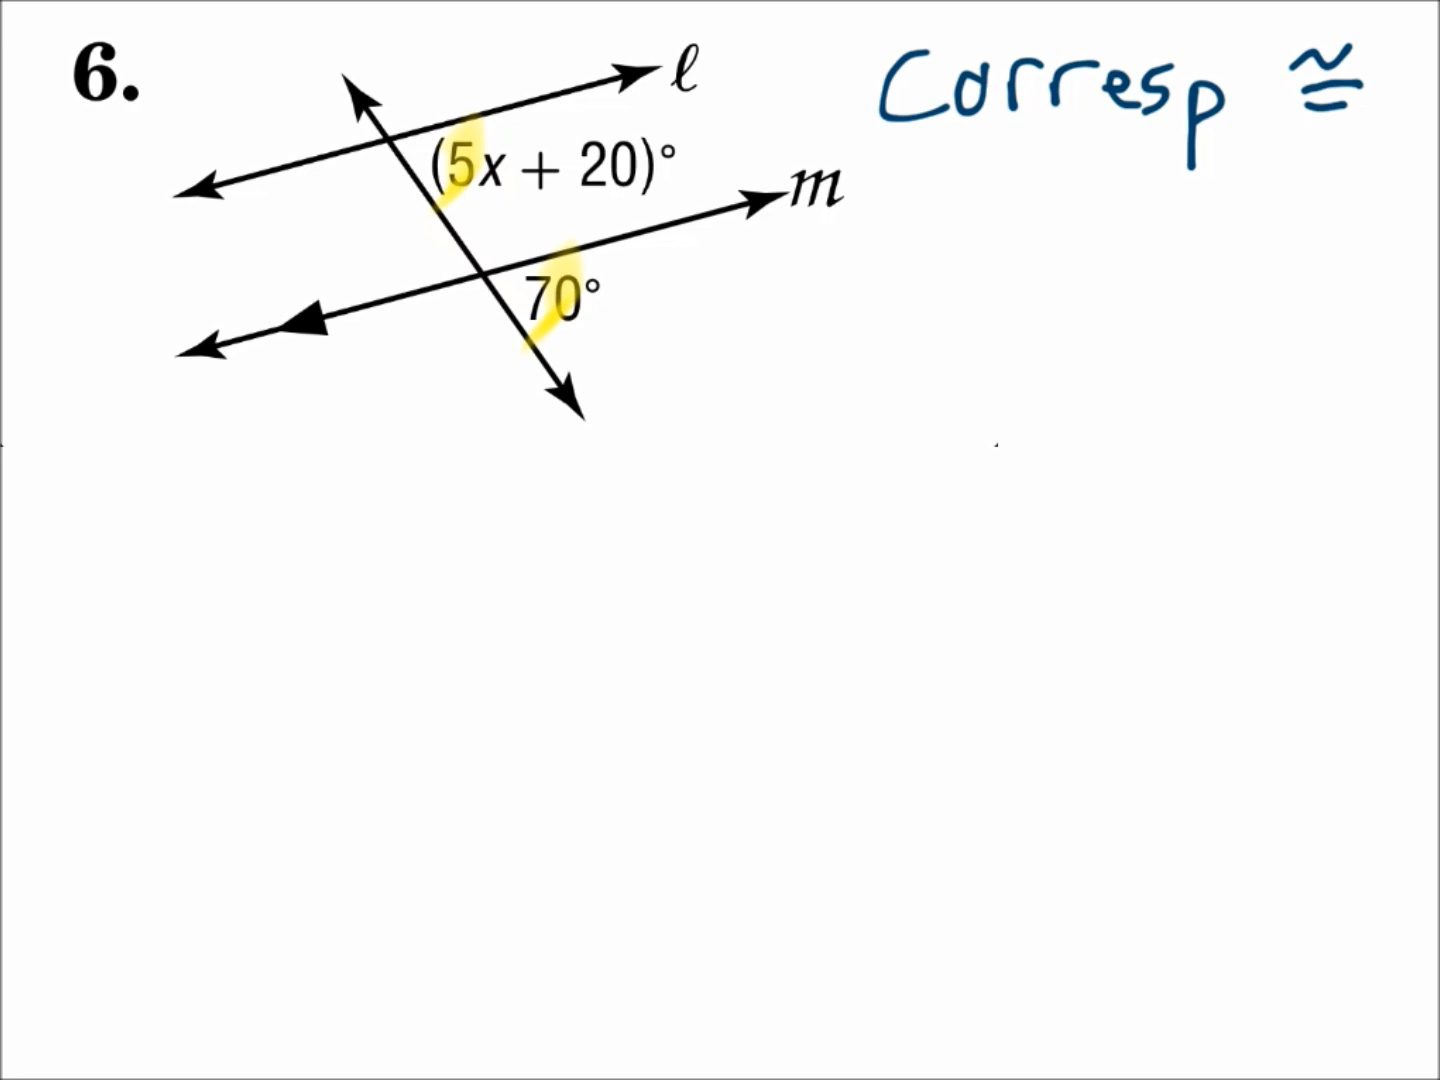 6.
ℓ
Corresp ≅
(5x + 20)°
m
70°